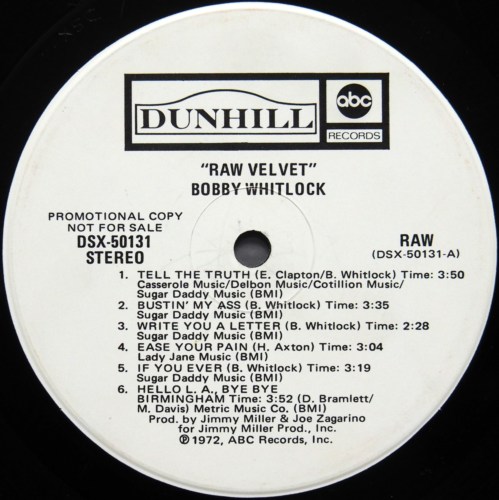 DUNHILL
abc
RECORDS
"RAW VELVET"
BOBBY WHITLOCK
PROMOTIONAL COPY
NOT FOR SALE
DSX-50131
STEREO
RAW
(DSX-50131-A)
1. TELL THE TRUTH (E. Clapton/B. Whitlock) Time: 3:50
Casserole Music/Delbon Music/Cotillion Music/
Sugar Daddy Music (BMI)
2. BUSTIN' MY ASS (B. Whitlock) Time: 3:35
Sugar Daddy Music (BMI)
3. WRITE YOU A LETTER (B. Whitlock) Time: 2:28
Sugar Daddy Music (BMI)
4. EASE YOUR PAIN (H. Axton) Time: 3:04
Lady Jane Music (BMI)
5. IF YOU EVER (B. Whitlock) Time: 3:19
Sugar Daddy Music (BMI)
6. HELLO L. A., BYE BYE
BIRMINGHAM Time: 3:52 (D. Bramlett/
M. Davis) Metric Music Co. (BMI)
Prod. by Jimmy Miller & Joe Zagarino
for Jimmy Miller Prod., Inc.
℗1972, ABC Records, Inc.